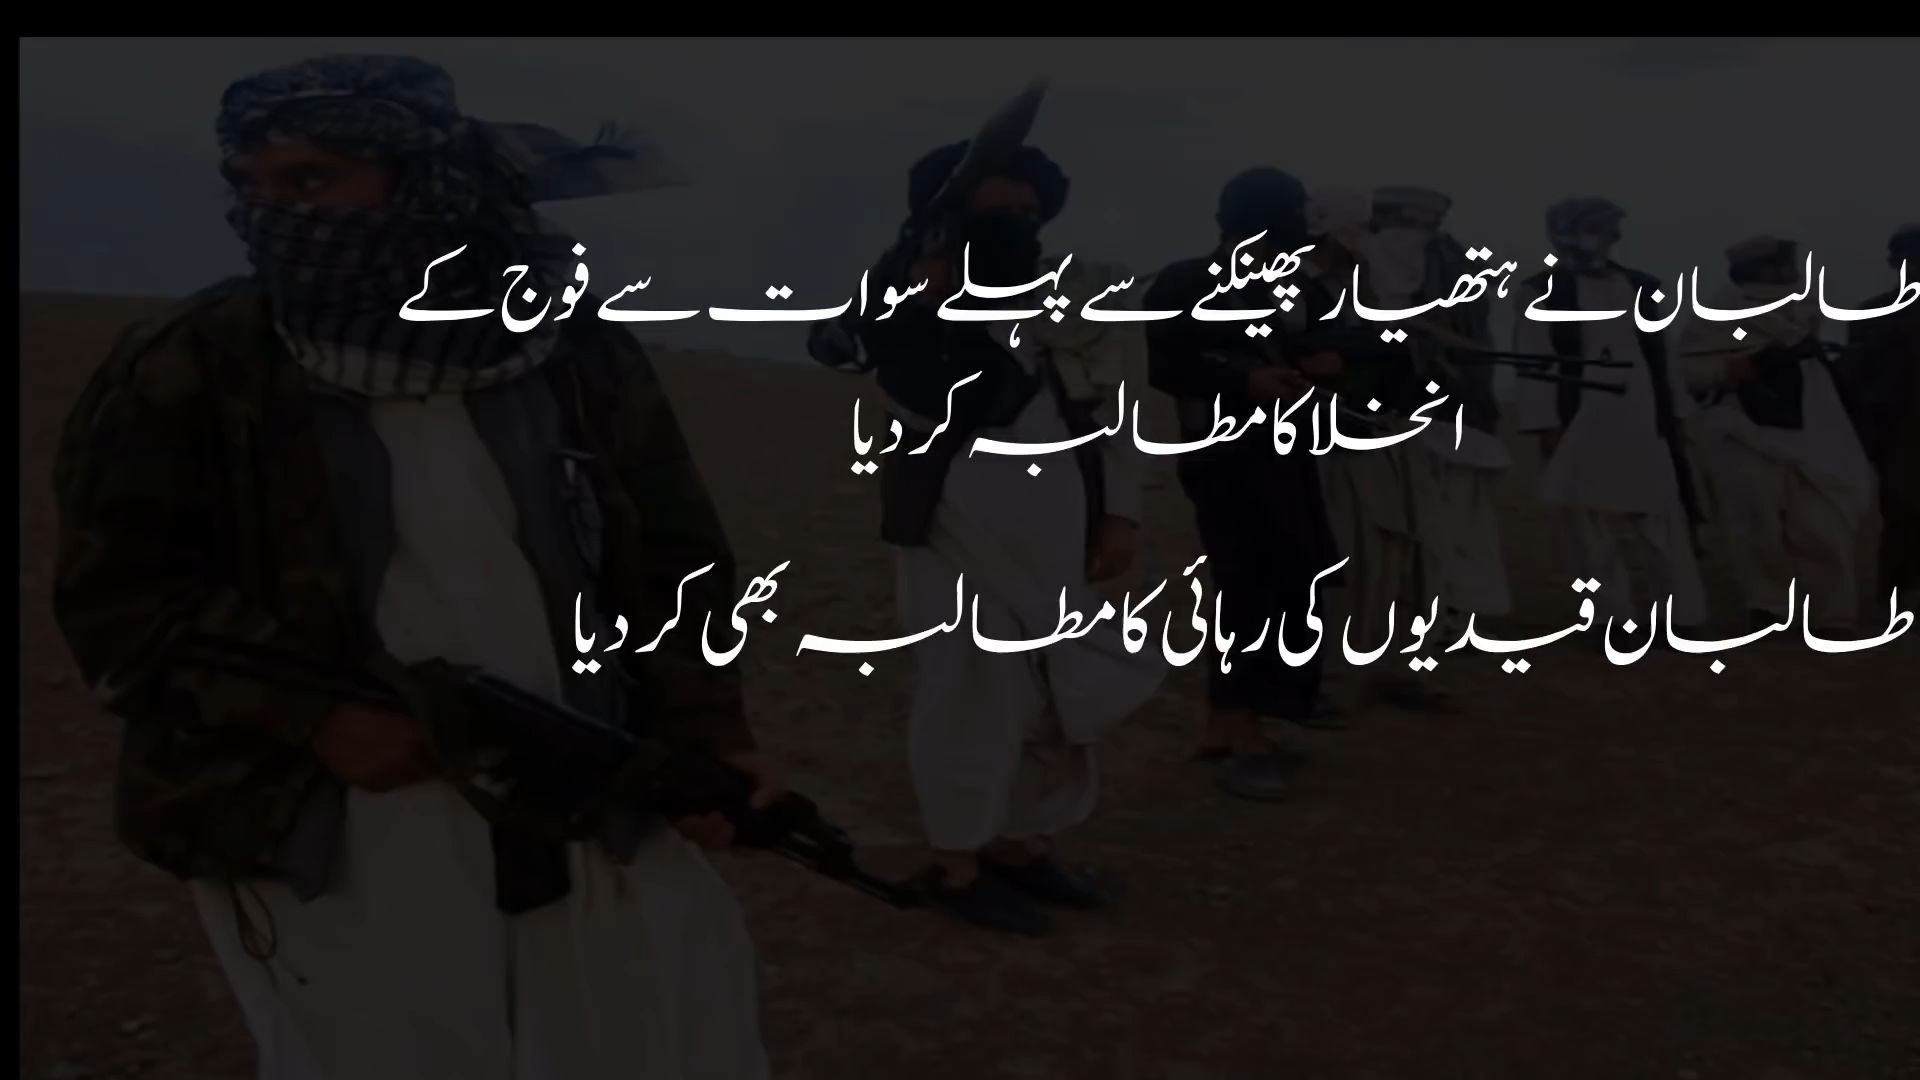 طالبان نے ہتھیار پھینکنے سے پہلے سوات سے فوج کے
انخلا کا مطالبہ کر دیا
طالبان قیدیوں کی رہائی کا مطالبہ بھی کر دیا